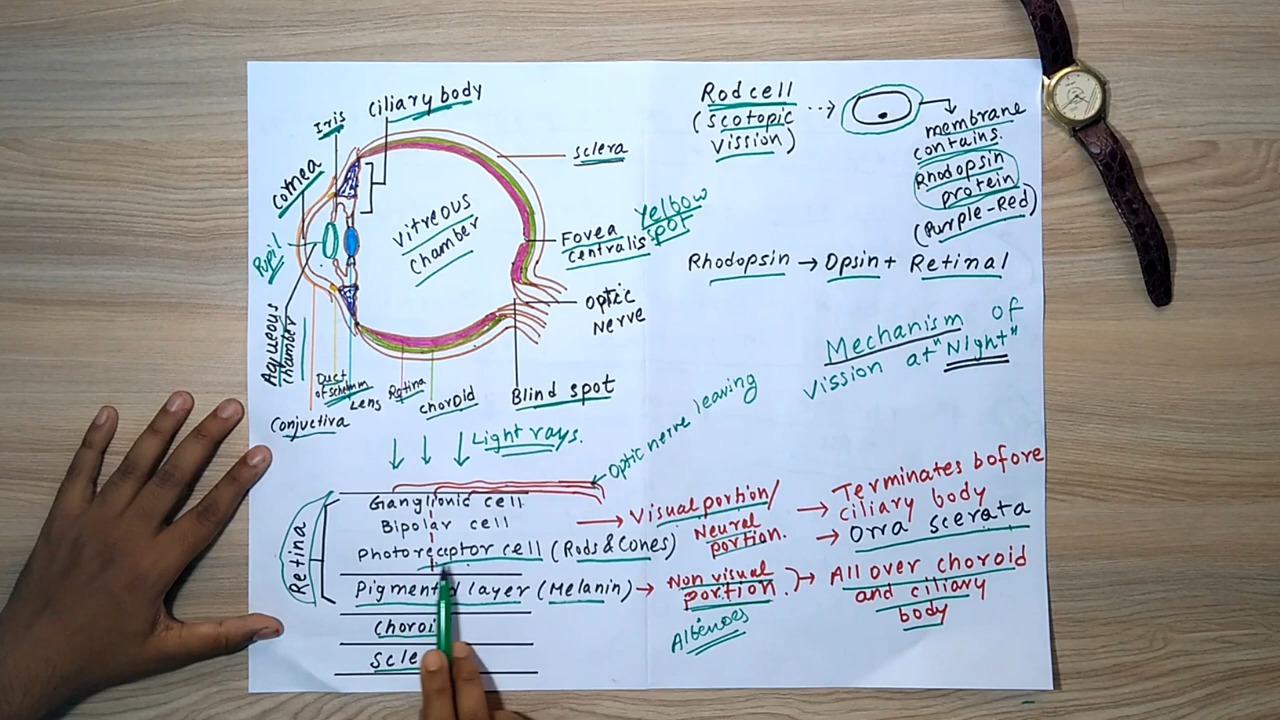 Ciliary body
Iris
Cornea
Pupil
Aqueous
chamber
Vitreous
chamber
Sclera
Fovea
centralis
Yelbow
spot
Optic
Nerve
Blind spot
chorOid
Retina
Lens
Duct
of schelmm
Conjuctiva
Light rays.
Optic nerve leaving
Rod cell
(Scotopic
Vission)
membrane
contains.
Rhodopsin
protein
(Purple-Red)
Rhodopsin → Opsin + Retinal
Mechanism of
Vission at "Night"
Retina
Ganglionic cell
Bipolar cell
Photoreceptor cell (Rods & Cones)
Pigmented layer (Melanin)
Choroi
Scle
Visual portion/
Neural
portion.
Terminates bofore
ciliary body
Orra scerata
Non visual
portion.
Albenoes
All over choroid
and ciliary
body